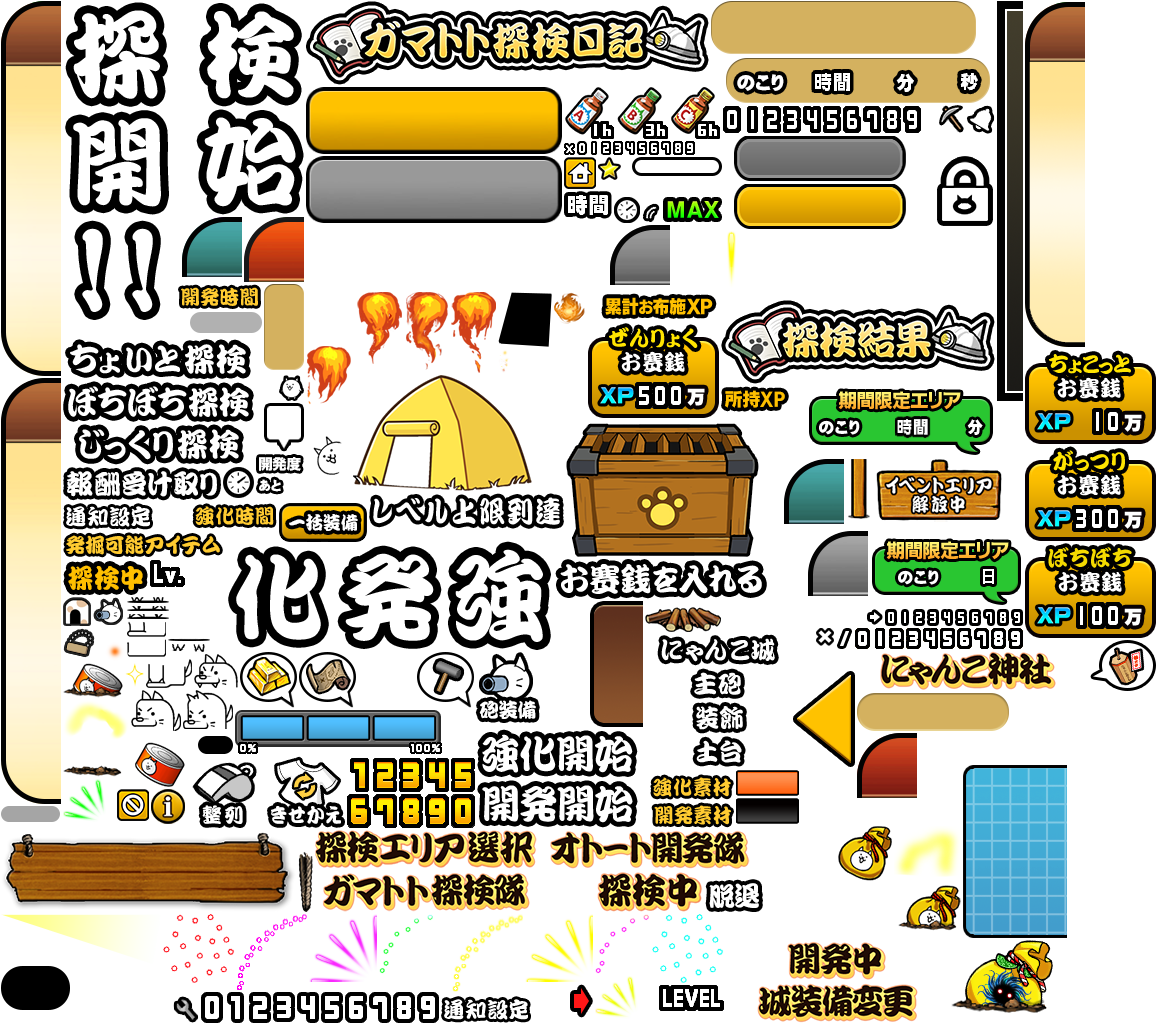 探 検
開 始
!!
ガマトト探検日記
のこり 時間 分 秒
A 1h B 3h C 6h
0123456789
×0123456789
時間
MAX
開発時間
累計お布施XP
ぜんりょく
お賽銭
XP500万
所持XP
探検結果
ちょいと探検
ぼちぼち探検
じっくり探検
報酬受け取り
あと
開発度
通知設定
強化時間
一括装備
レベル上限到達
発掘可能アイテム
探検中
Lv.
期間限定エリア
のこり 時間 分
イベントエリア
解放中
期間限定エリア
のこり 日
ちょこっと
お賽銭
XP 10万
がっつり
お賽銭
XP300万
ぼちぼち
お賽銭
XP100万
化 発 強
お賽銭を入れる
→0123456789
×/0123456789
にゃんこ神社
にゃんこ城
主砲
装飾
土台
砲装備
0% 100%
強化開始
開発開始
強化素材
開発素材
整列
きせかえ
12345
67890
探検エリア選択
オトート開発隊
ガマトト探検隊
探検中
脱退
0123456789
通知設定
LEVEL
開発中
城装備変更